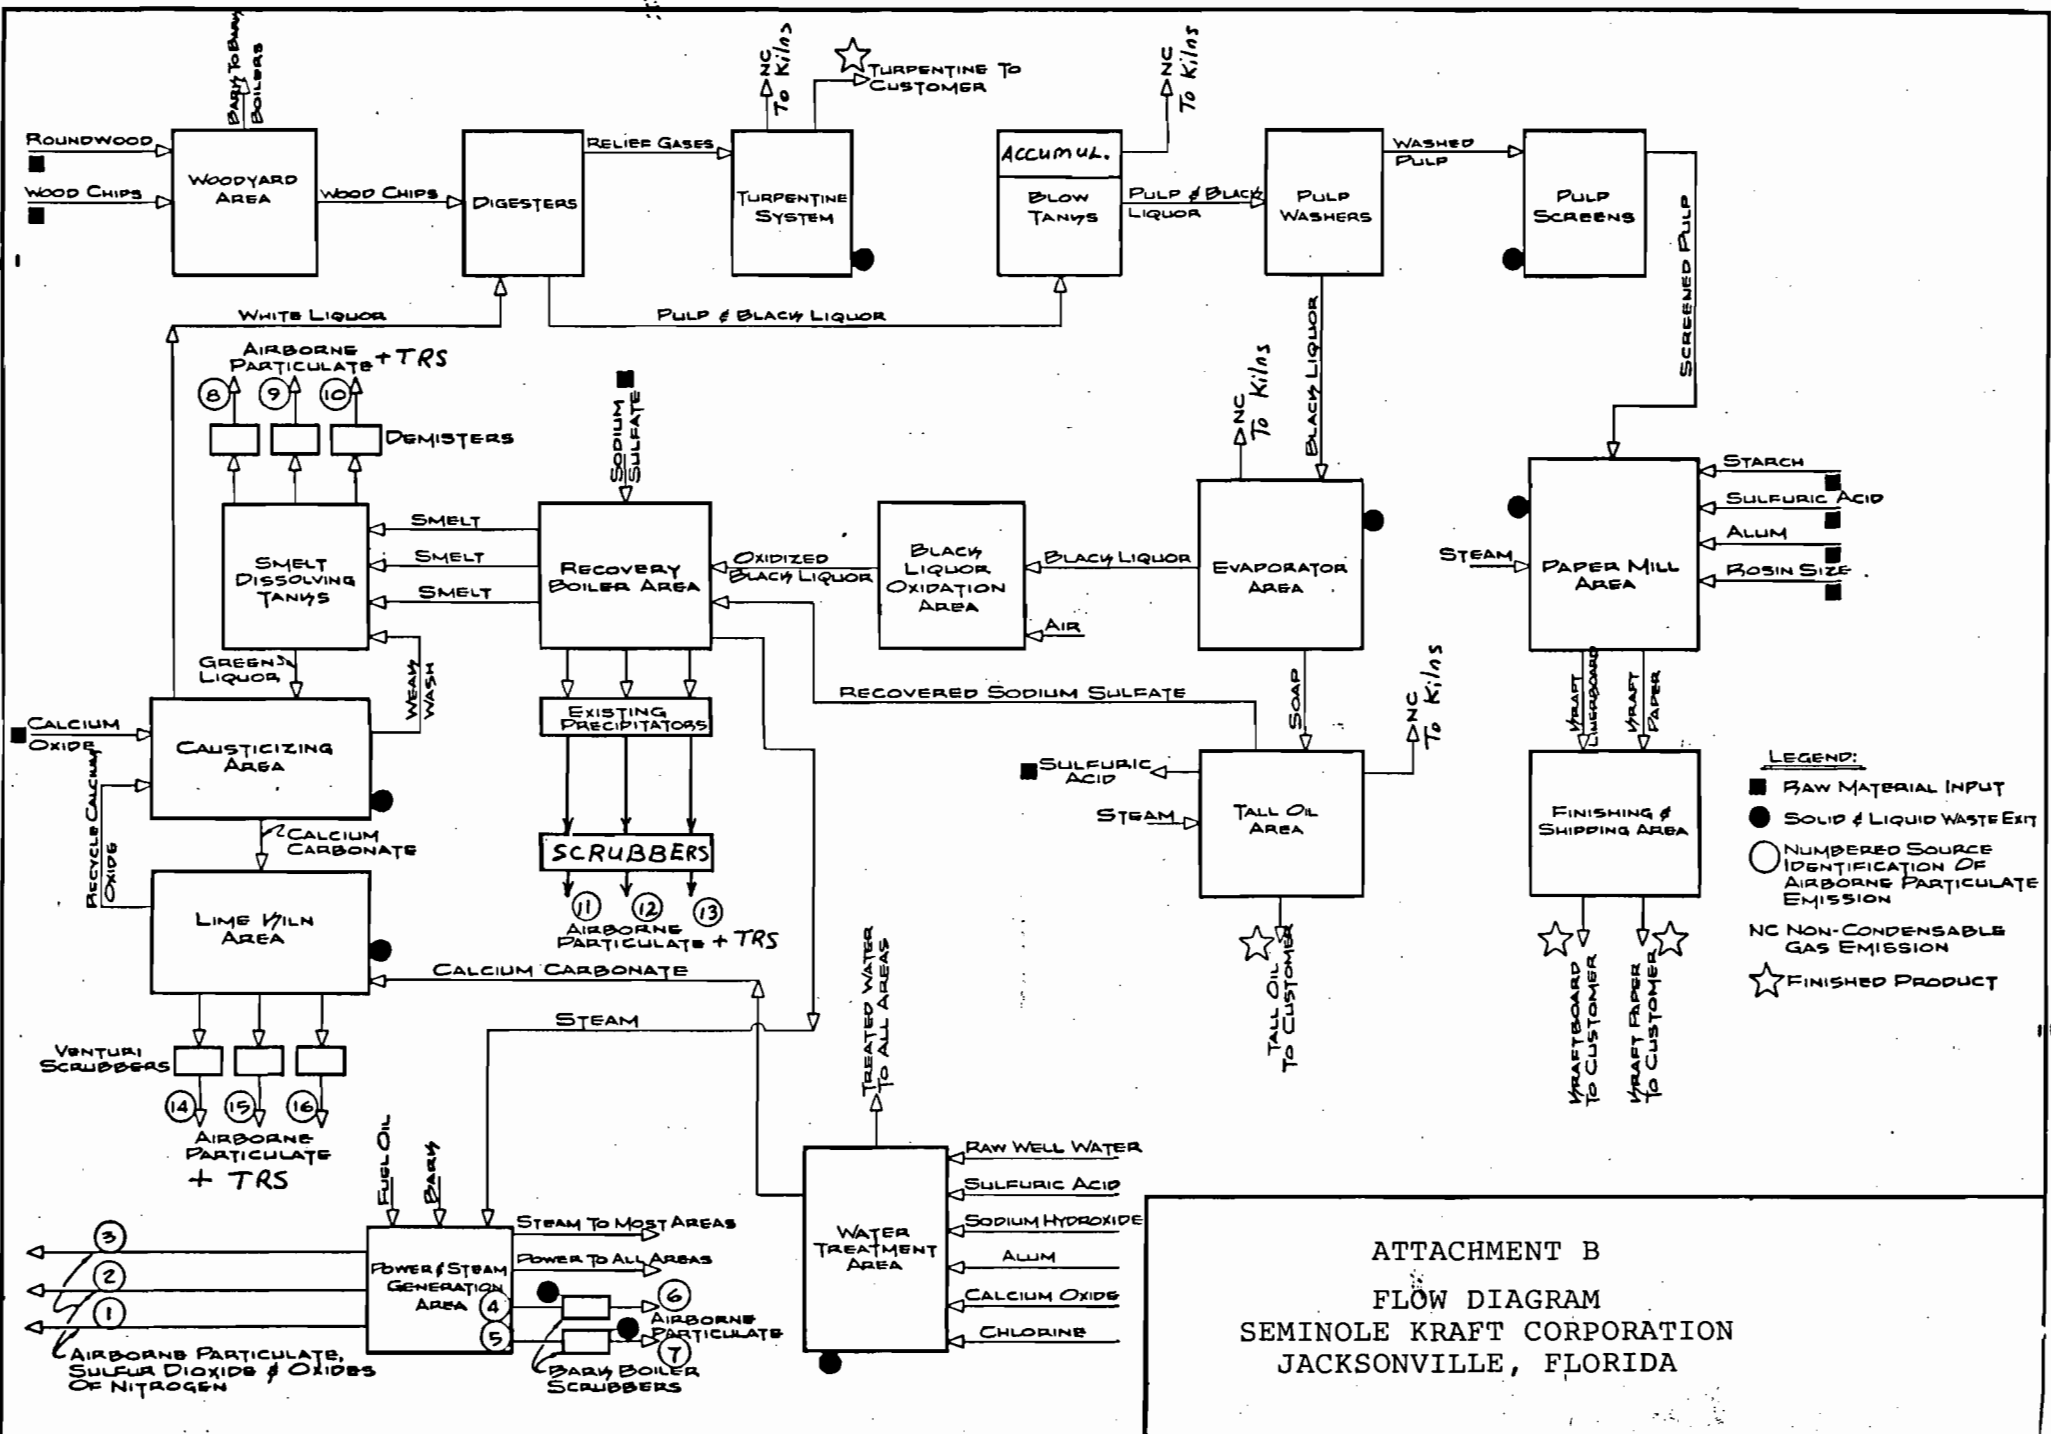 BARK TO BARK
BOILERS
NC
To Kilns
TURPENTINE TO
CUSTOMER
NC
To Kilns
ROUNDWOOD
WOOD CHIPS
WOODYARD
AREA
WOOD CHIPS
DIGESTERS
RELIEF GASES
TURPENTINE
SYSTEM
ACCUMUL.
BLOW
TANKS
PULP & BLACK
LIQUOR
PULP
WASHERS
WASHED
PULP
PULP
SCREENS
SCREENED PULP
WHITE LIQUOR
PULP & BLACK LIQUOR
BLACK LIQUOR
AIRBORNE
PARTICULATE + TRS
8
9
10
DEMISTERS
SODIUM
SULFATE
NC
To Kilns
SMELT
DISSOLVING
TANKS
SMELT
SMELT
SMELT
RECOVERY
BOILER AREA
OXIDIZED
BLACK LIQUOR
BLACK
LIQUOR
OXIDATION
AREA
AIR
BLACK LIQUOR
EVAPORATOR
AREA
STEAM
PAPER MILL
AREA
STARCH
SULFURIC ACID
ALUM
ROSIN SIZE
GREEN
LIQUOR
WEAK
WASH
EXISTING
PRECIPITATORS
RECOVERED SODIUM SULFATE
SOAP
NC
To Kilns
KRAFT
LINERBOARD
KRAFT
PAPER
CALCIUM
OXIDE
CAUSTICIZING
AREA
RECYCLE CALCIUM
OXIDE
CALCIUM
CARBONATE
SCRUBBERS
11
12
13
AIRBORNE
PARTICULATE + TRS
SULFURIC
ACID
STEAM
TALL OIL
AREA
FINISHING &
SHIPPING AREA
LEGEND:
RAW MATERIAL INPUT
SOLID & LIQUID WASTE EXIT
NUMBERED SOURCE
IDENTIFICATION OF
AIRBORNE PARTICULATE
EMISSION
NC NON-CONDENSABLE
GAS EMISSION
FINISHED PRODUCT
LIME KILN
AREA
CALCIUM CARBONATE
STEAM
TREATED WATER
TO ALL AREAS
TALL OIL
TO CUSTOMER
KRAFTBOARD
TO CUSTOMER
KRAFT PAPER
TO CUSTOMER
VENTURI
SCRUBBERS
14
15
16
AIRBORNE
PARTICULATE
+ TRS
FUEL OIL
BARK
POWER & STEAM
GENERATION
AREA
STEAM TO MOST AREAS
POWER TO ALL AREAS
3
2
1
4
5
6
AIRBORNE
PARTICULATE
7
BARK BOILER
SCRUBBERS
AIRBORNE PARTICULATE,
SULFUR DIOXIDE & OXIDES
OF NITROGEN
WATER
TREATMENT
AREA
RAW WELL WATER
SULFURIC ACID
SODIUM HYDROXIDE
ALUM
CALCIUM OXIDE
CHLORINE
ATTACHMENT B
FLOW DIAGRAM
SEMINOLE KRAFT CORPORATION
JACKSONVILLE, FLORIDA